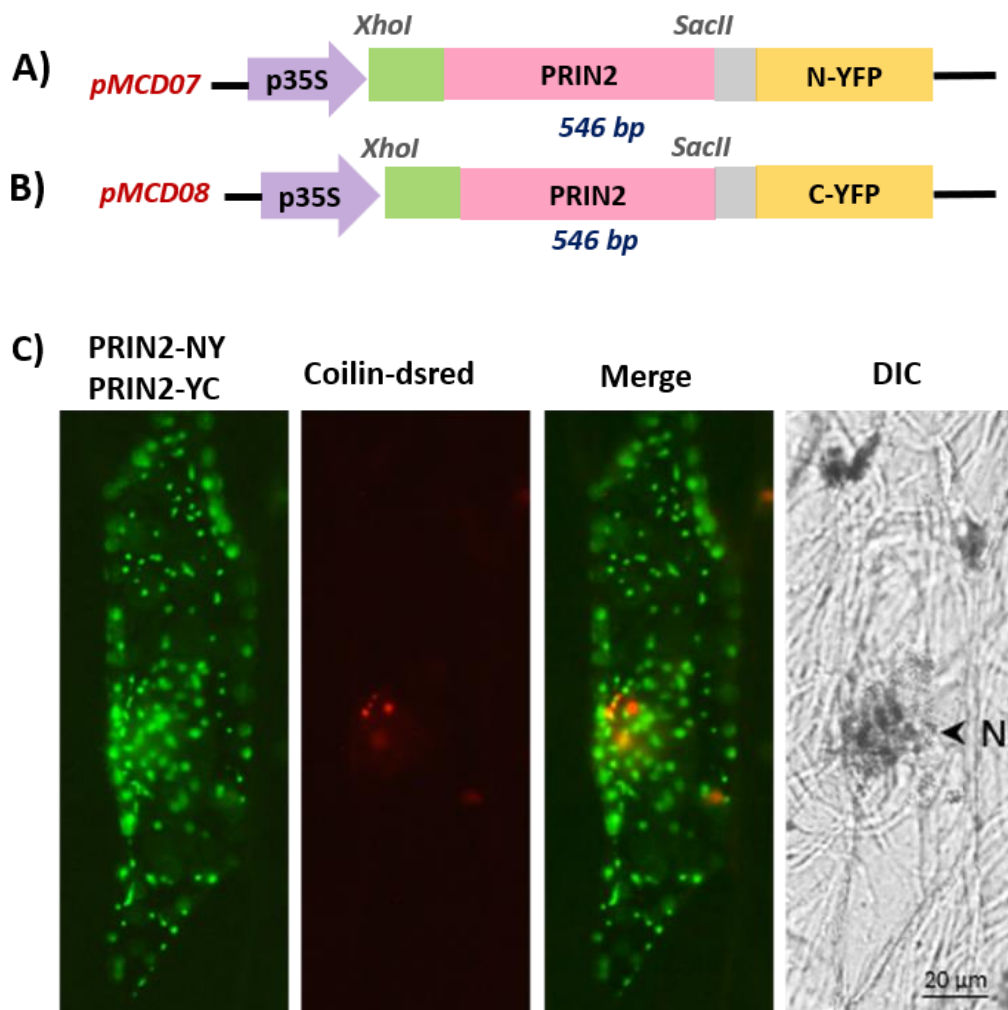 XhoI SacII
A) pMCD07 p35S PRIN2 N-YFP
546 bp
XhoI SacII
B) pMCD08 p35S PRIN2 C-YFP
546 bp
C) PRIN2-NY
PRIN2-YC
Coilin-dsred Merge DIC
N
20 µm